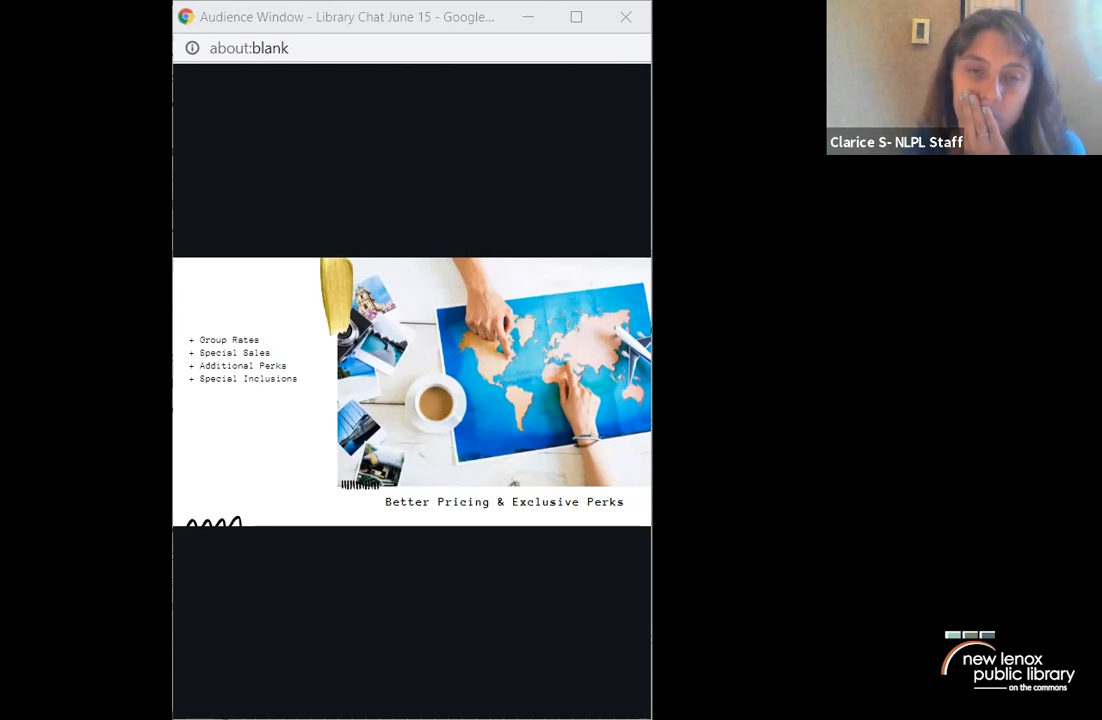 Audience Window - Library Chat June 15 - Google...
about:blank
Clarice S- NLPL Staff
+ Group Rates
+ Special Sales
+ Additional Perks
+ Special Inclusions
Better Pricing & Exclusive Perks
new lenox
public library
on the commons